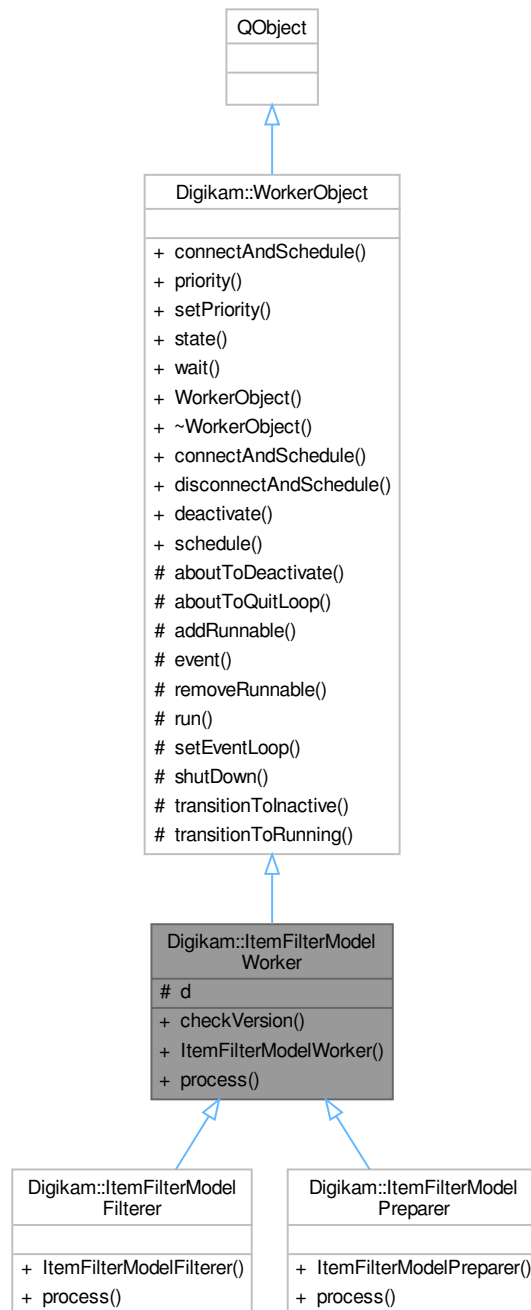 QObject
Digikam::WorkerObject
+ connectAndSchedule()
+ priority()
+ setPriority()
+ state()
+ wait()
+ WorkerObject()
+ ~WorkerObject()
+ connectAndSchedule()
+ disconnectAndSchedule()
+ deactivate()
+ schedule()
# aboutToDeactivate()
# aboutToQuitLoop()
# addRunnable()
# event()
# removeRunnable()
# run()
# setEventLoop()
# shutDown()
# transitionToInactive()
# transitionToRunning()
Digikam::ItemFilterModel
Worker
# d
+ checkVersion()
+ ItemFilterModelWorker()
+ process()
Digikam::ItemFilterModel
Filterer
+ ItemFilterModelFilterer()
+ process()
Digikam::ItemFilterModel
Preparer
+ ItemFilterModelPreparer()
+ process()